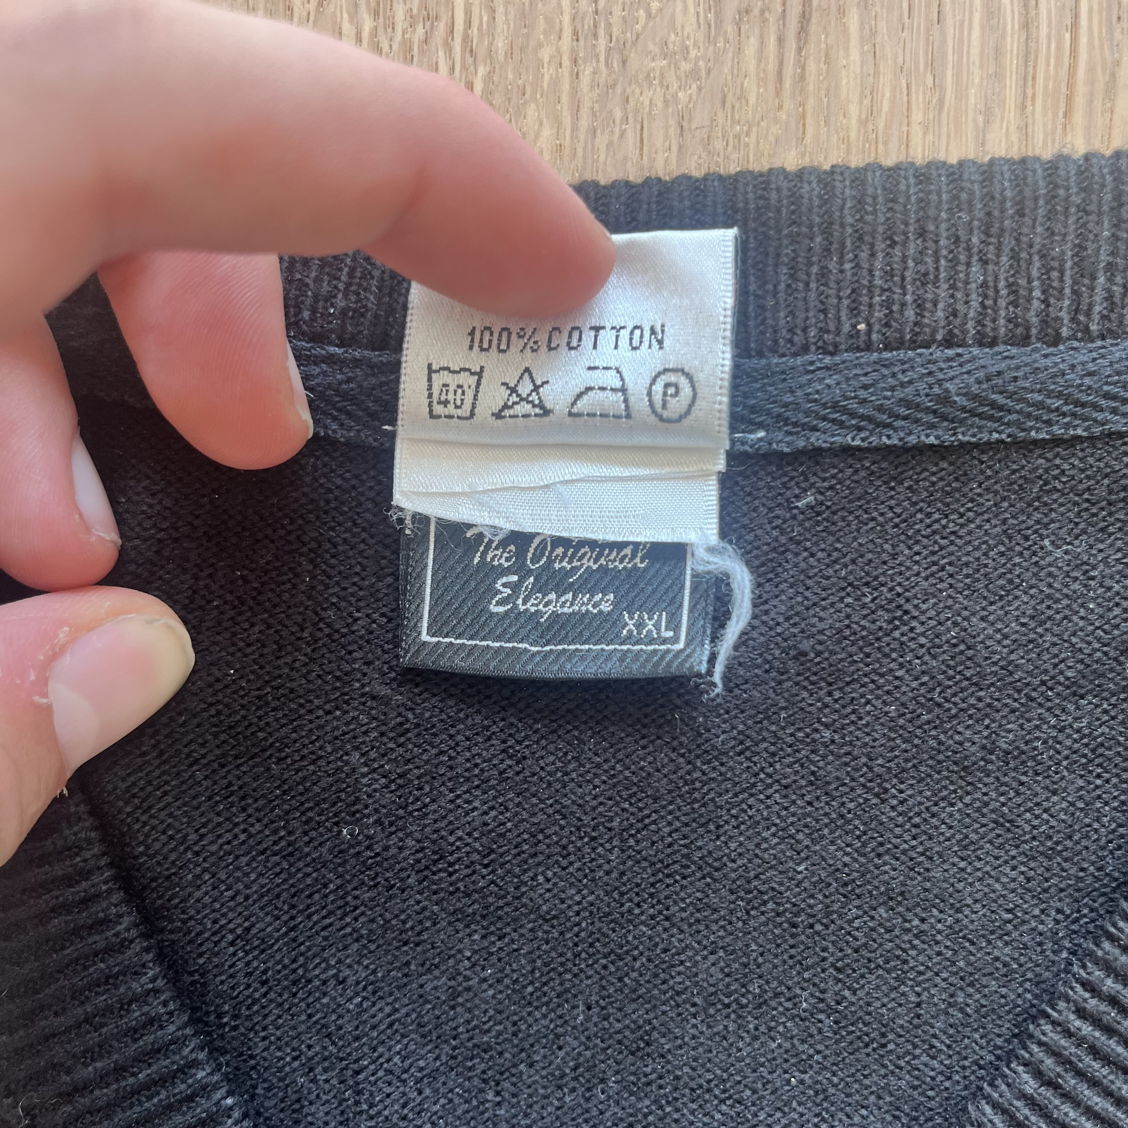 100% COTTON
40 P
The Original
Elegance
XXL